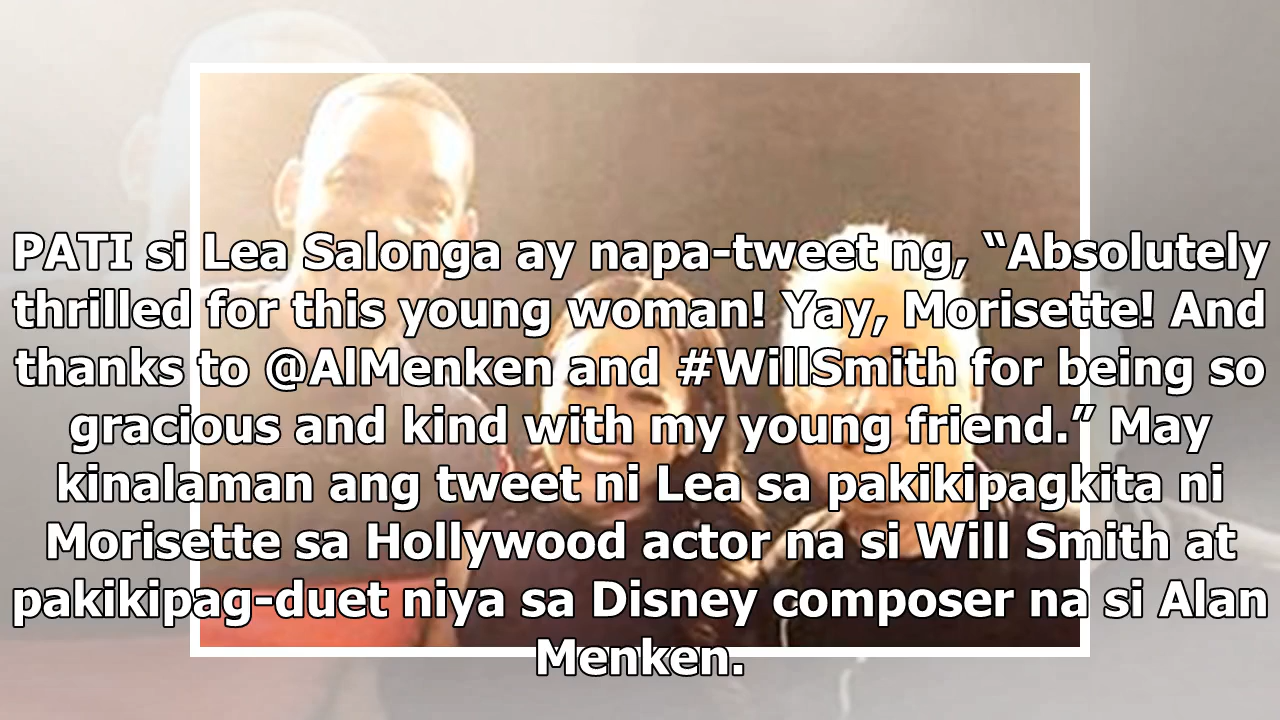 PATI si Lea Salonga ay napa-tweet ng, “Absolutely
thrilled for this young woman! Yay, Morisette! And
thanks to @AlMenken and #WillSmith for being so
gracious and kind with my young friend.” May
kinalaman ang tweet ni Lea sa pakikipagkita ni
Morisette sa Hollywood actor na si Will Smith at
pakikipag-duet niya sa Disney composer na si Alan
Menken.